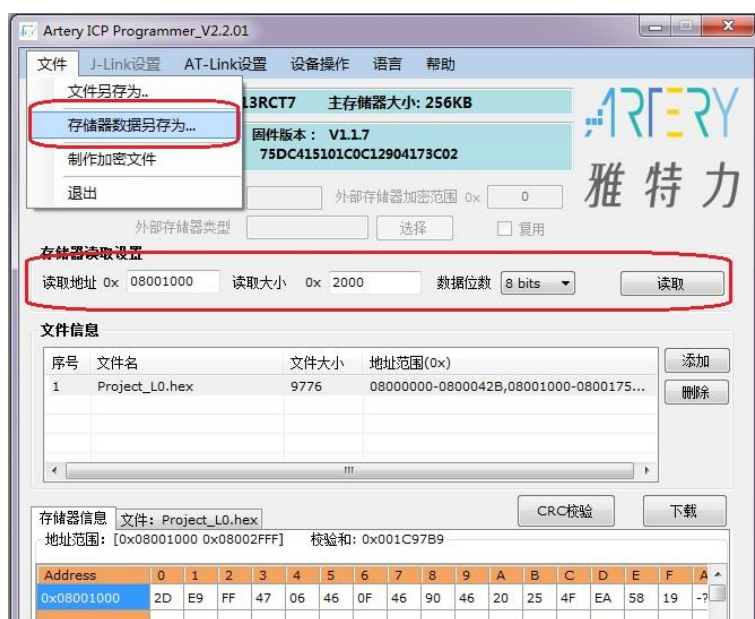 Artery ICP Programmer_V2.2.01
文件 J-Link设置 AT-Link设置 设备操作 语言 帮助
文件另存为..
存储器数据另存为...
制作加密文件
退出
13RCT7 主存储器大小: 256KB
固件版本： V1.1.7
75DC415101C0C12904173C02
ARTERY
雅特力
外部存储器加密范围 0x 0
外部存储器类型 选择 复用
存储器读取设置
读取地址 0x 08001000 读取大小 0x 2000 数据位数 8 bits 读取
文件信息
序号 文件名 文件大小 地址范围(0x)
1 Project_L0.hex 9776 08000000-0800042B,08001000-0800175...
添加
删除
CRC校验 下载
存储器信息 文件: Project_L0.hex
地址范围: [0x08001000 0x08002FFF] 校验和: 0x001C97B9
Address 0 1 2 3 4 5 6 7 8 9 A B C D E F A
0x08001000 2D E9 FF 47 06 46 0F 46 90 46 20 25 4F EA 58 19 -?